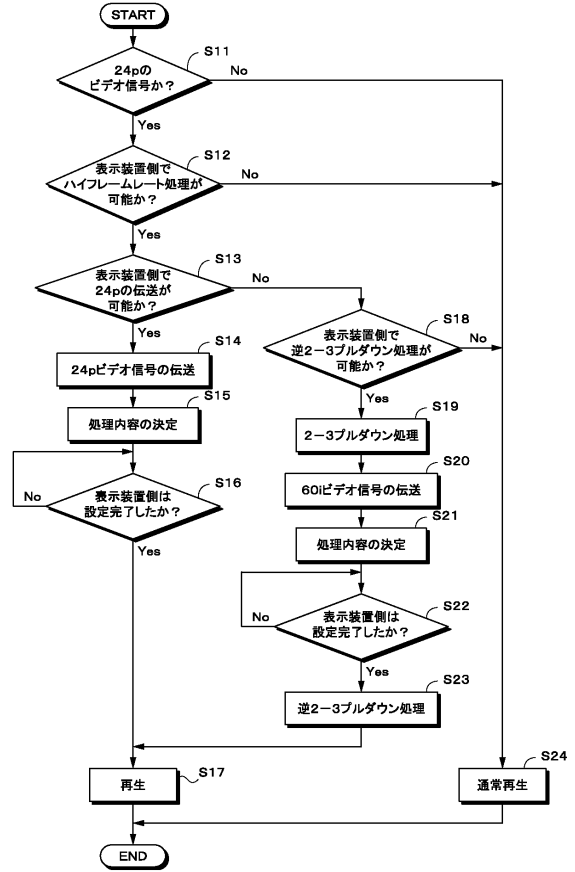 START
S11
24pの
ビデオ信号か？
No
Yes
S12
表示装置側で
ハイフレームレート処理が
可能か？
No
Yes
S13
表示装置側で
24pの伝送が
可能か？
No
Yes
S14
24pビデオ信号の伝送
S15
処理内容の決定
S16
表示装置側は
設定完了したか？
No
Yes
S18
表示装置側で
逆2−3プルダウン処理が
可能か？
No
Yes
S19
2−3プルダウン処理
S20
60iビデオ信号の伝送
S21
処理内容の決定
S22
表示装置側は
設定完了したか？
No
Yes
S23
逆2−3プルダウン処理
S17
再生
S24
通常再生
END